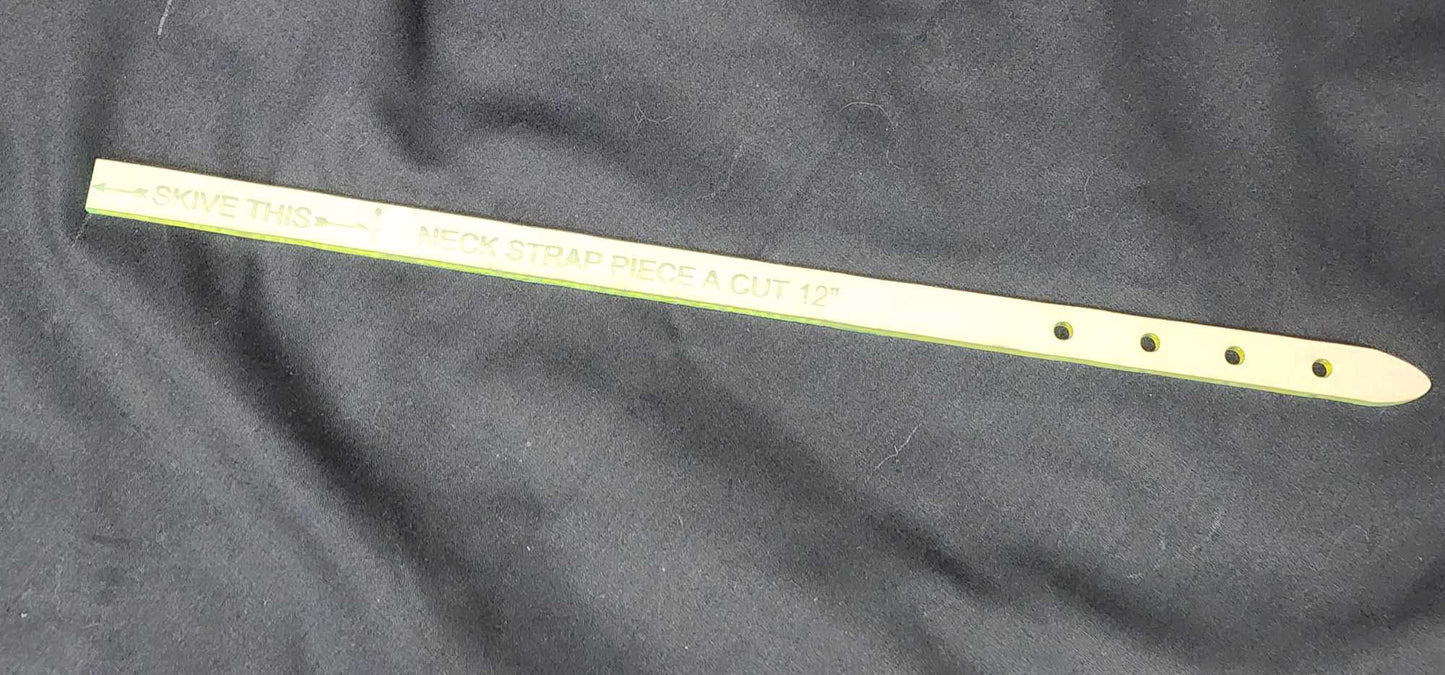 SKIVE THIS
NECK STRAP PIECE A CUT 12"